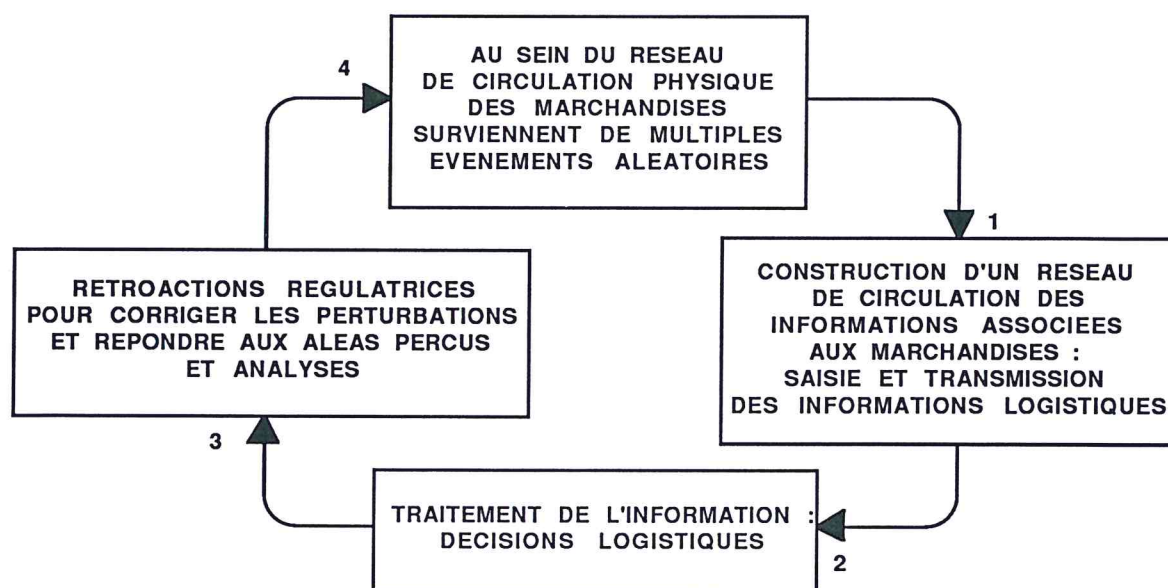 4
AU SEIN DU RESEAU
DE CIRCULATION PHYSIQUE
DES MARCHANDISES
SURVIENNENT DE MULTIPLES
EVENEMENTS ALEATOIRES
1
CONSTRUCTION D'UN RESEAU
DE CIRCULATION DES
INFORMATIONS ASSOCIEES
AUX MARCHANDISES :
SAISIE ET TRANSMISSION
DES INFORMATIONS LOGISTIQUES
2
TRAITEMENT DE L'INFORMATION :
DECISIONS LOGISTIQUES
3
RETROACTIONS REGULATRICES
POUR CORRIGER LES PERTURBATIONS
ET REPONDRE AUX ALEAS PERCUS
ET ANALYSES